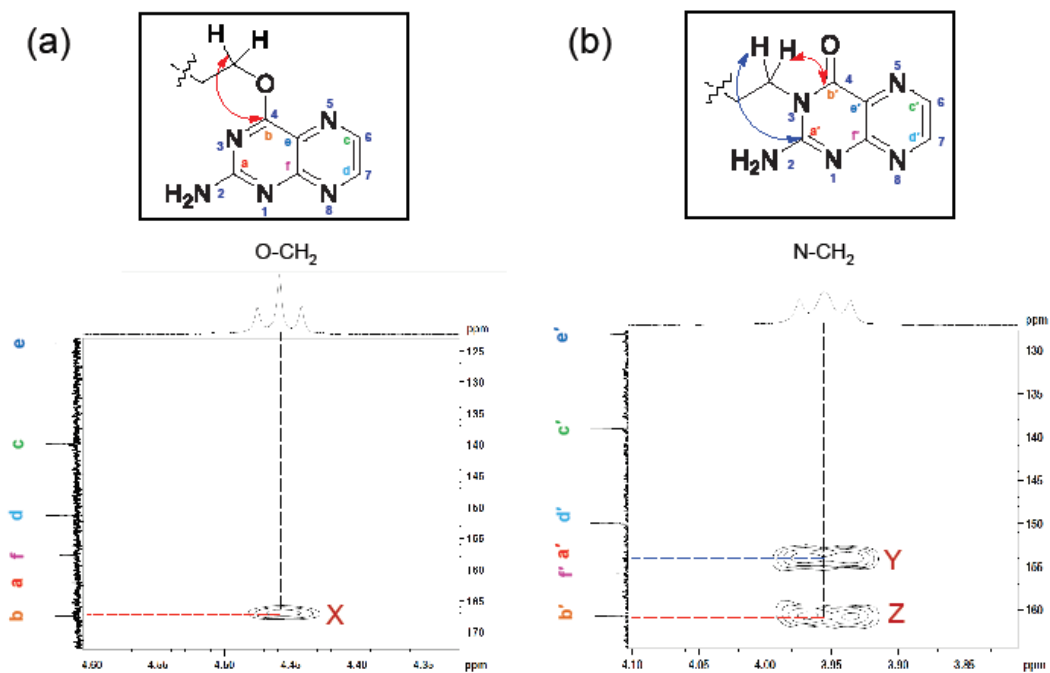 (a)
H H
O
4
N 5
3 N b e c 6
a f d 7
H₂N 2 N N
1 8
O-CH₂
ppm
e
c
d
f
a
b
125
130
135
140
145
150
155
160
165
170
X
4.60 4.55 4.50 4.45 4.40 4.35 ppm
(b)
H H O
4 N 5
N b' e' c' 6
3
a' f' d' 7
H₂N 2 N N
1 8
N-CH₂
ppm
e'
c'
d'
f' a'
b'
130
135
140
145
150
155
160
Y
Z
4.10 4.05 4.00 3.95 3.90 3.85 ppm